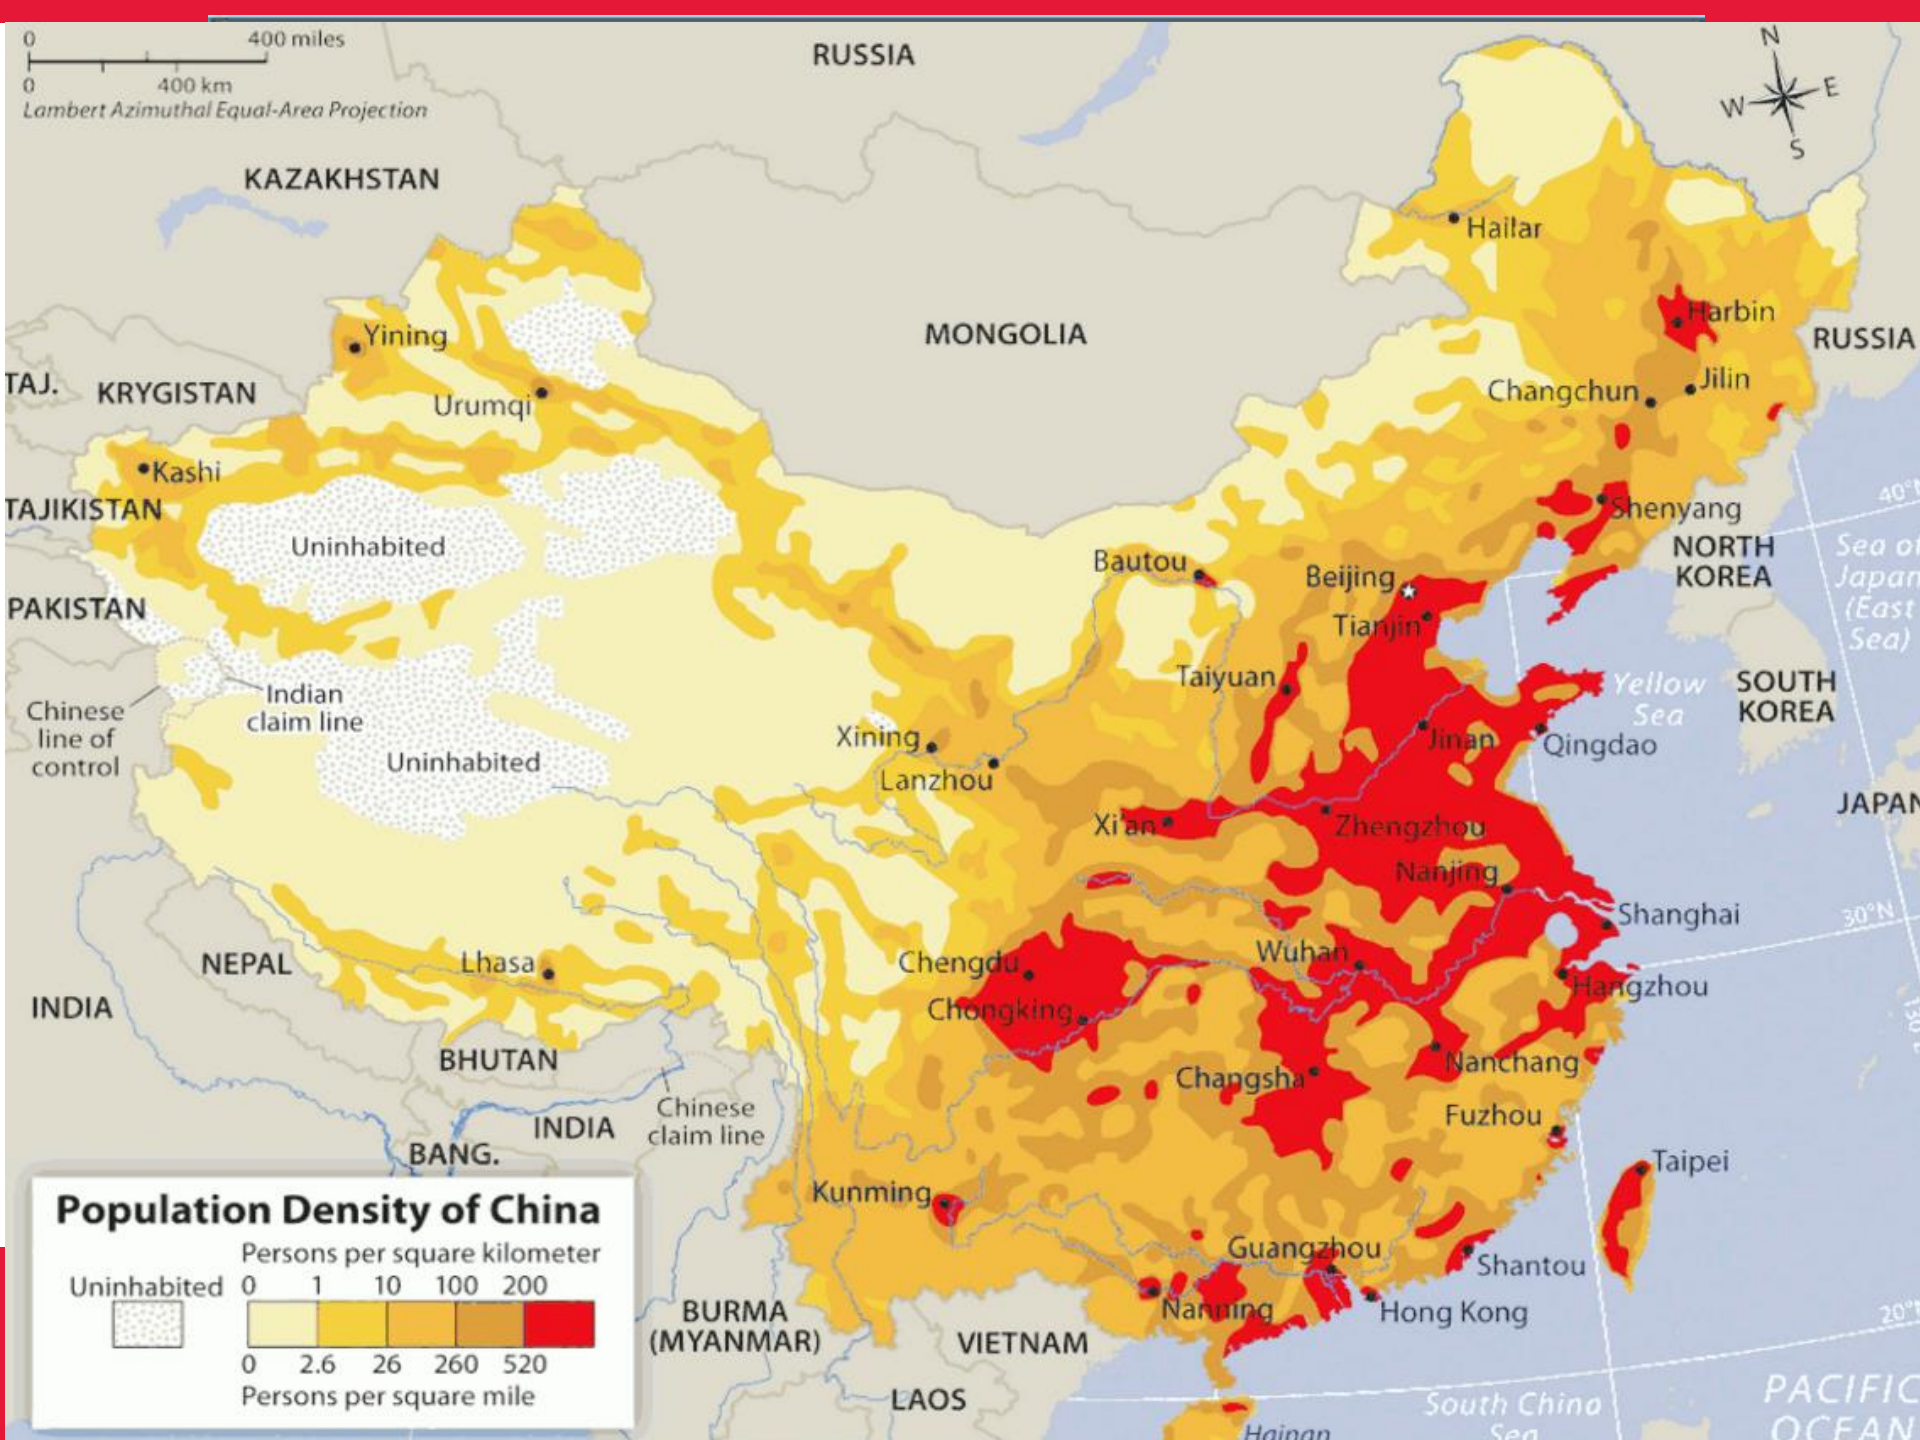 0
400 miles
0
400 km
Lambert Azimuthal Equal-Area Projection
RUSSIA
N
W
E
S
KAZAKHSTAN
Hailar
Yining
MONGOLIA
Harbin
RUSSIA
TAJ.
KRYGISTAN
Urumqi
Changchun
Jilin
Kashi
TAJIKISTAN
40°N
Shenyang
Uninhabited
NORTH
KOREA
Sea of
Japan
(East
Sea)
Bautou
Beijing
PAKISTAN
Tianjin
Taiyuan
Yellow
Sea
SOUTH
KOREA
Indian
claim line
Chinese
line of
control
Xining
Jinan
Qingdao
Uninhabited
Lanzhou
JAPAN
Xi'an
Zhengzhou
Nanjing
Shanghai
30°N
Wuhan
NEPAL
Lhasa
Chengdu
Hangzhou
INDIA
Chongking
130°E
BHUTAN
Nanchang
Changsha
Chinese
claim line
INDIA
Fuzhou
BANG.
Taipei
Kunming
Population Density of China
Persons per square kilometer
Uninhabited
0 1 10 100 200
0 2.6 26 260 520
Persons per square mile
Guangzhou
Shantou
Nanning
Hong Kong
BURMA
(MYANMAR)
VIETNAM
20°N
LAOS
South China
Sea
PACIFIC
OCEAN
Hainan